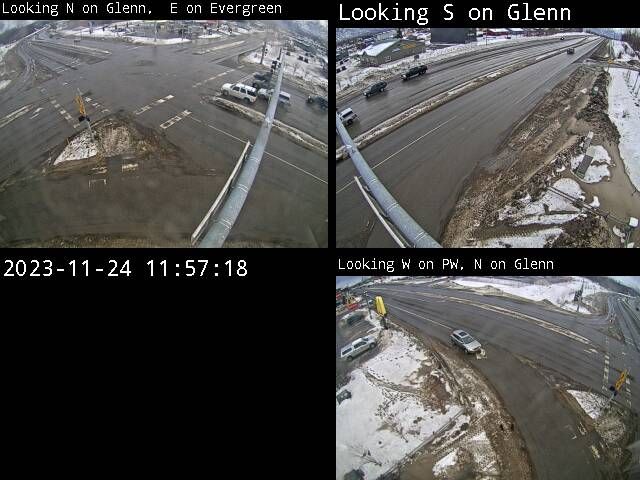 Looking N on Glenn,  E on Evergreen
Looking S on Glenn
2023-11-24 11:57:18
Looking W on PW, N on Glenn